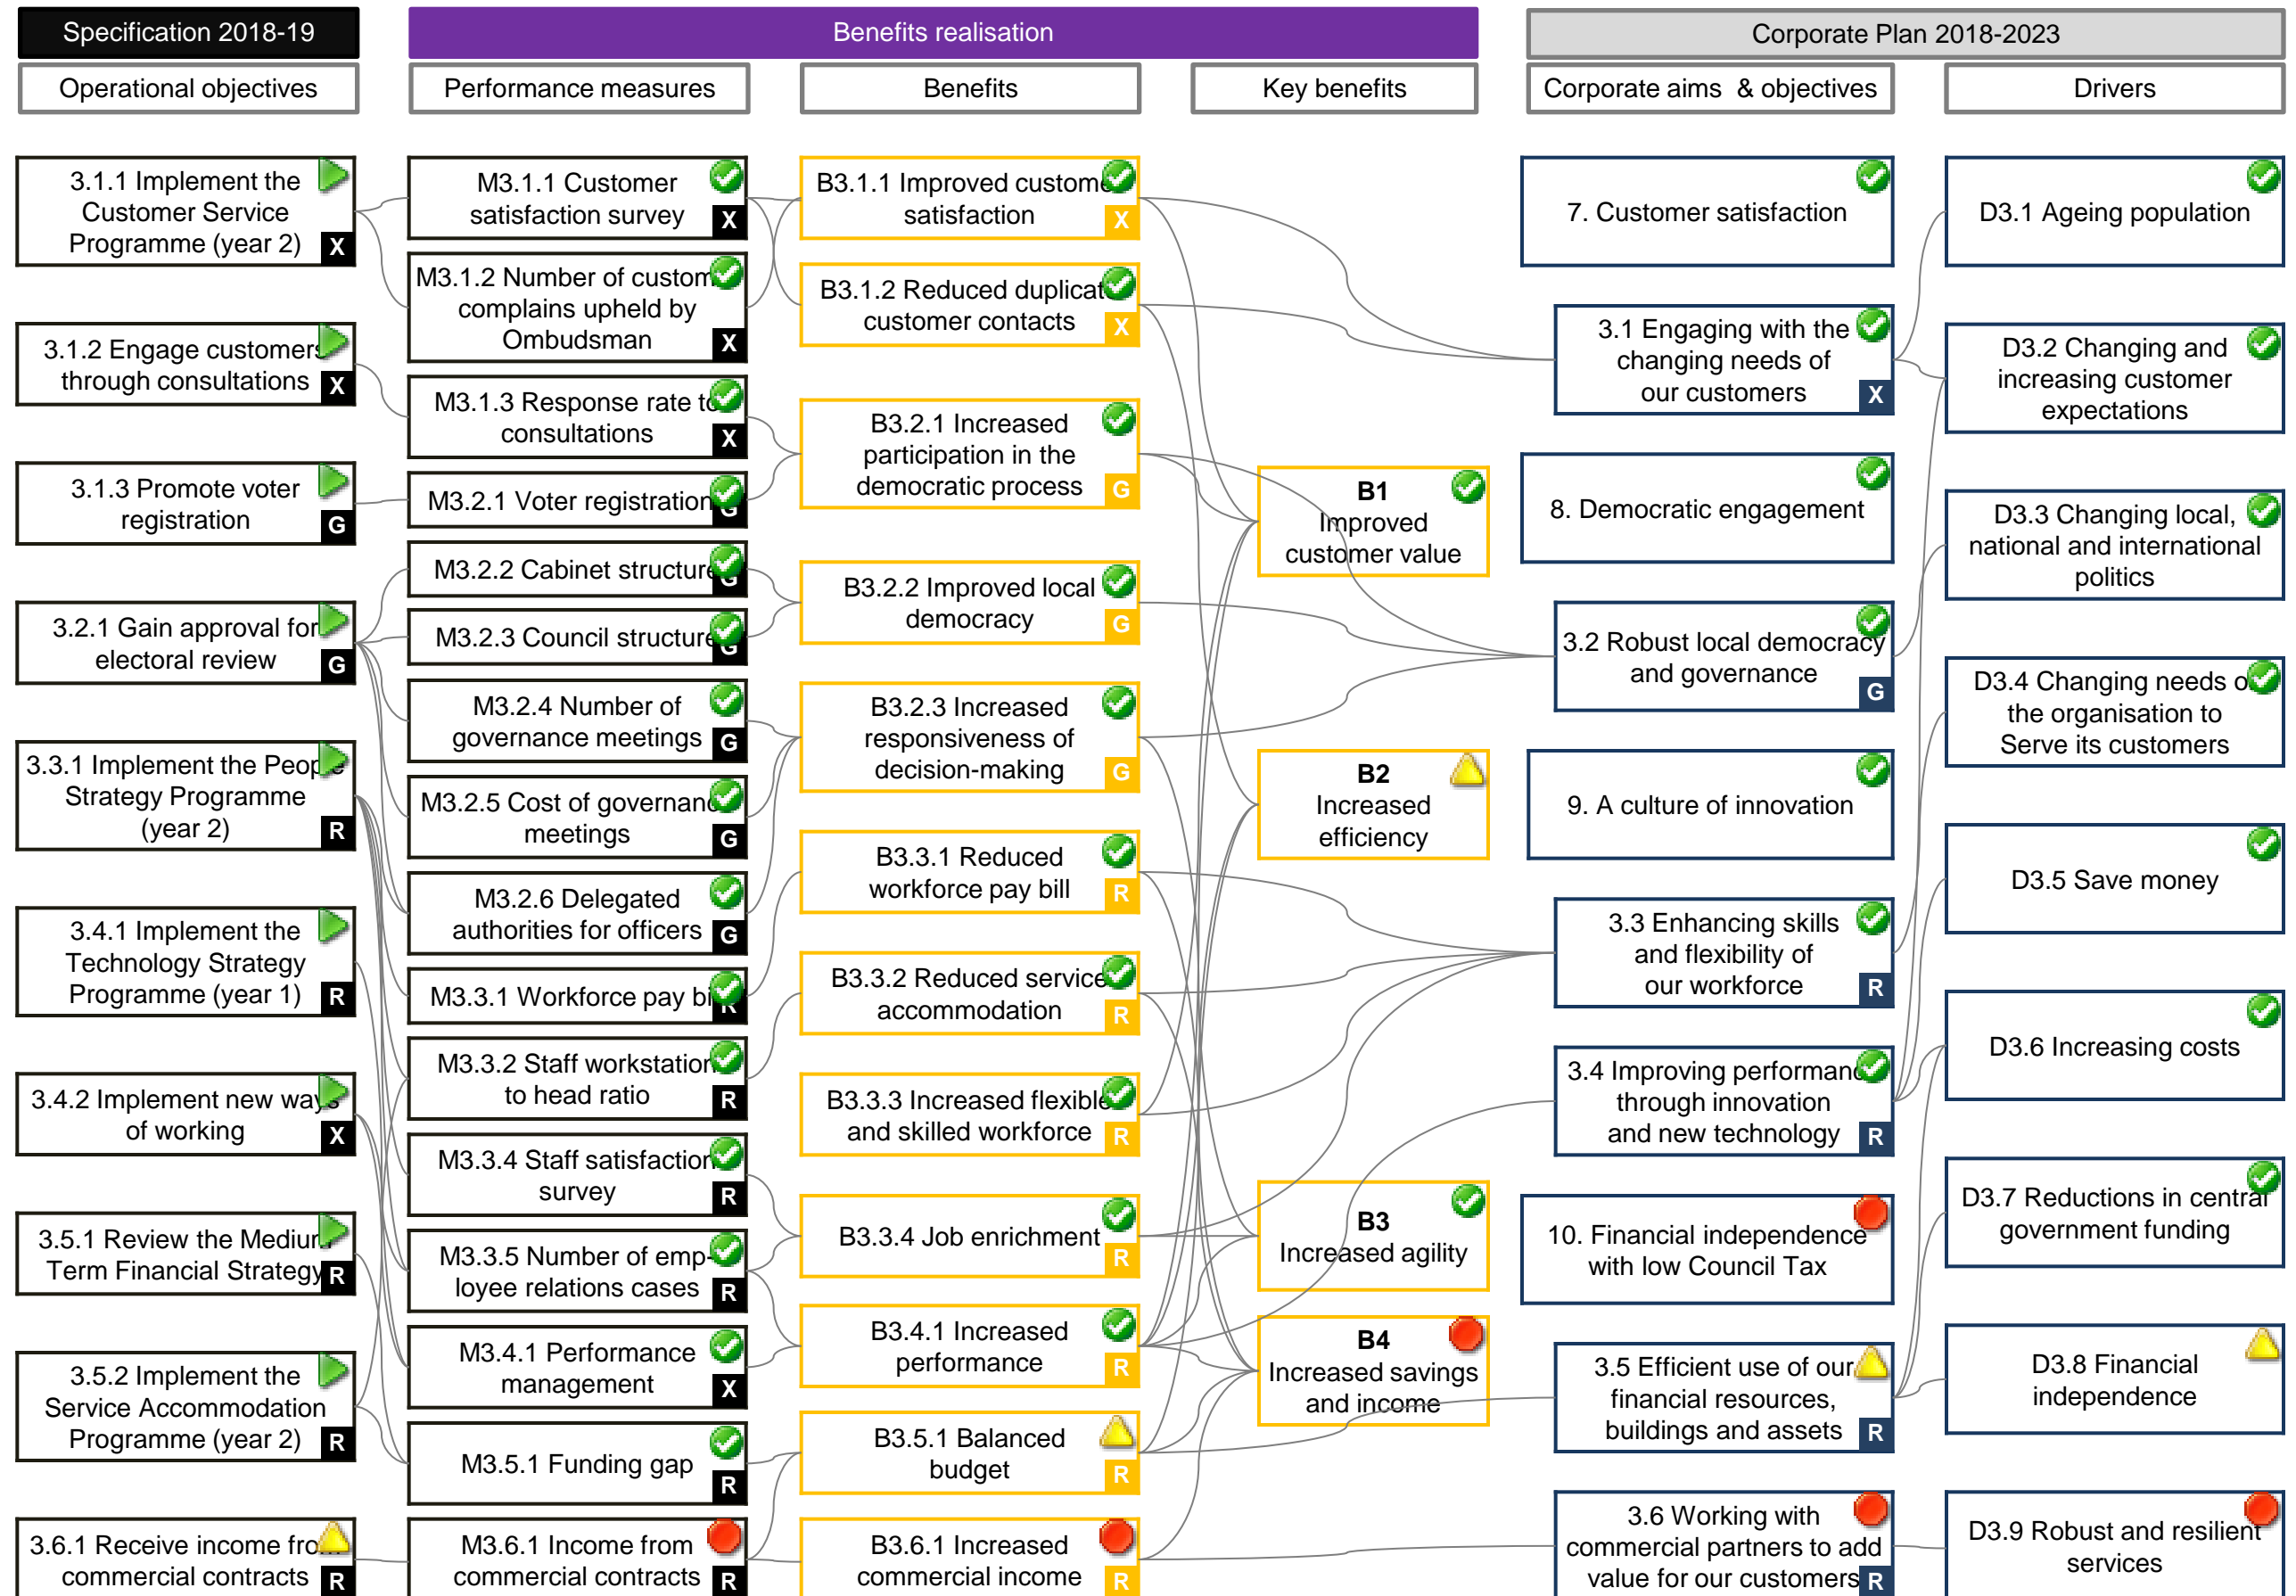 Specification 2018-19
Benefits realisation
Corporate Plan 2018-2023
Operational objectives
Performance measures
Benefits
Key benefits
Corporate aims & objectives
Drivers
3.1.1 Implement the
Customer Service
Programme (year 2)
X
3.1.2 Engage customers
through consultations
X
3.1.3 Promote voter
registration
G
3.2.1 Gain approval for
electoral review
G
3.3.1 Implement the People
Strategy Programme
(year 2)
R
3.4.1 Implement the
Technology Strategy
Programme (year 1)
R
3.4.2 Implement new ways
of working
X
3.5.1 Review the Medium
Term Financial Strategy
R
3.5.2 Implement the
Service Accommodation
Programme (year 2)
R
3.6.1 Receive income from
commercial contracts
R
M3.1.1 Customer
satisfaction survey
X
M3.1.2 Number of custom
complains upheld by
Ombudsman
X
M3.1.3 Response rate to
consultations
X
M3.2.1 Voter registration
G
M3.2.2 Cabinet structure
G
M3.2.3 Council structure
G
M3.2.4 Number of
governance meetings
G
M3.2.5 Cost of governanc
meetings
G
M3.2.6 Delegated
authorities for officers
G
M3.3.1 Workforce pay bi
R
M3.3.2 Staff workstation
to head ratio
R
M3.3.4 Staff satisfaction
survey
R
M3.3.5 Number of emp-
loyee relations cases
R
M3.4.1 Performance
management
X
M3.5.1 Funding gap
R
M3.6.1 Income from
commercial contracts
R
B3.1.1 Improved custome
satisfaction
X
B3.1.2 Reduced duplicat
customer contacts
X
B3.2.1 Increased
participation in the
democratic process
G
B3.2.2 Improved local
democracy
G
B3.2.3 Increased
responsiveness of
decision-making
G
B3.3.1 Reduced
workforce pay bill
R
B3.3.2 Reduced service
accommodation
R
B3.3.3 Increased flexible
and skilled workforce
R
B3.3.4 Job enrichment
R
B3.4.1 Increased
performance
R
B3.5.1 Balanced
budget
R
B3.6.1 Increased
commercial income
R
B1
Improved
customer value
B2
Increased
efficiency
B3
Increased agility
B4
Increased savings
and income
7. Customer satisfaction
3.1 Engaging with the
changing needs of
our customers
X
8. Democratic engagement
3.2 Robust local democracy
and governance
G
9. A culture of innovation
3.3 Enhancing skills
and flexibility of
our workforce
R
3.4 Improving performanc
through innovation
and new technology
R
10. Financial independence
with low Council Tax
3.5 Efficient use of our
financial resources,
buildings and assets
R
3.6 Working with
commercial partners to add
value for our customers
R
D3.1 Ageing population
D3.2 Changing and
increasing customer
expectations
D3.3 Changing local,
national and international
politics
D3.4 Changing needs of
the organisation to
Serve its customers
D3.5 Save money
D3.6 Increasing costs
D3.7 Reductions in central
government funding
D3.8 Financial
independence
D3.9 Robust and resilient
services